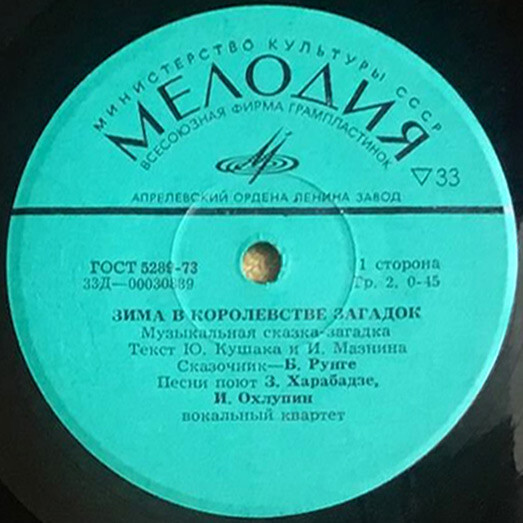 МИНИСТЕРСТВО КУЛЬТУРЫ СССР
МЕЛОДИЯ
ВСЕСОЮЗНАЯ ФИРМА ГРАМПЛАСТИНОК
▽33
АПРЕЛЕВСКИЙ ОРДЕНА ЛЕНИНА ЗАВОД
ГОСТ 5289-73
1 сторона
33Д—00030889
Гр. 2. 0-45
ЗИМА В КОРОЛЕВСТВЕ ЗАГАДОК
Музыкальная сказка-загадка
Текст Ю. Кушака и И. Мазнина
Сказочник—Б. Рунге
Песни поют З. Харабадзе,
И. Охлупин
вокальный квартет